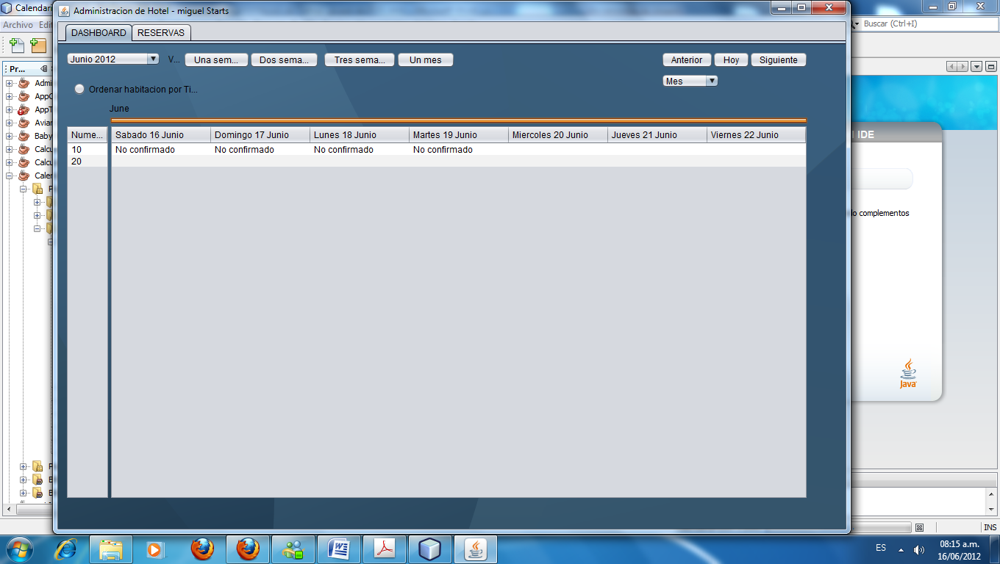 Calendari
Administracion de Hotel - miguel Starts
Archivo Edi
Buscar (Ctrl+I)
DASHBOARD RESERVAS
Junio 2012 V... Una sem... Dos sema... Tres sema... Un mes Anterior Hoy Siguiente
Mes
Ordenar habitacion por Ti...
June
Pr...
Admi
AppC
AppT
Avian
Baby
Calcu
Calcu
Caler
P
P
B
B
Nume... Sabado 16 Junio Domingo 17 Junio Lunes 18 Junio Martes 19 Junio Miercoles 20 Junio Jueves 21 Junio Viernes 22 Junio
10 No confirmado No confirmado No confirmado No confirmado
20
IDE
lo complementos
Java
INS
ES
08:15 a.m.
16/06/2012